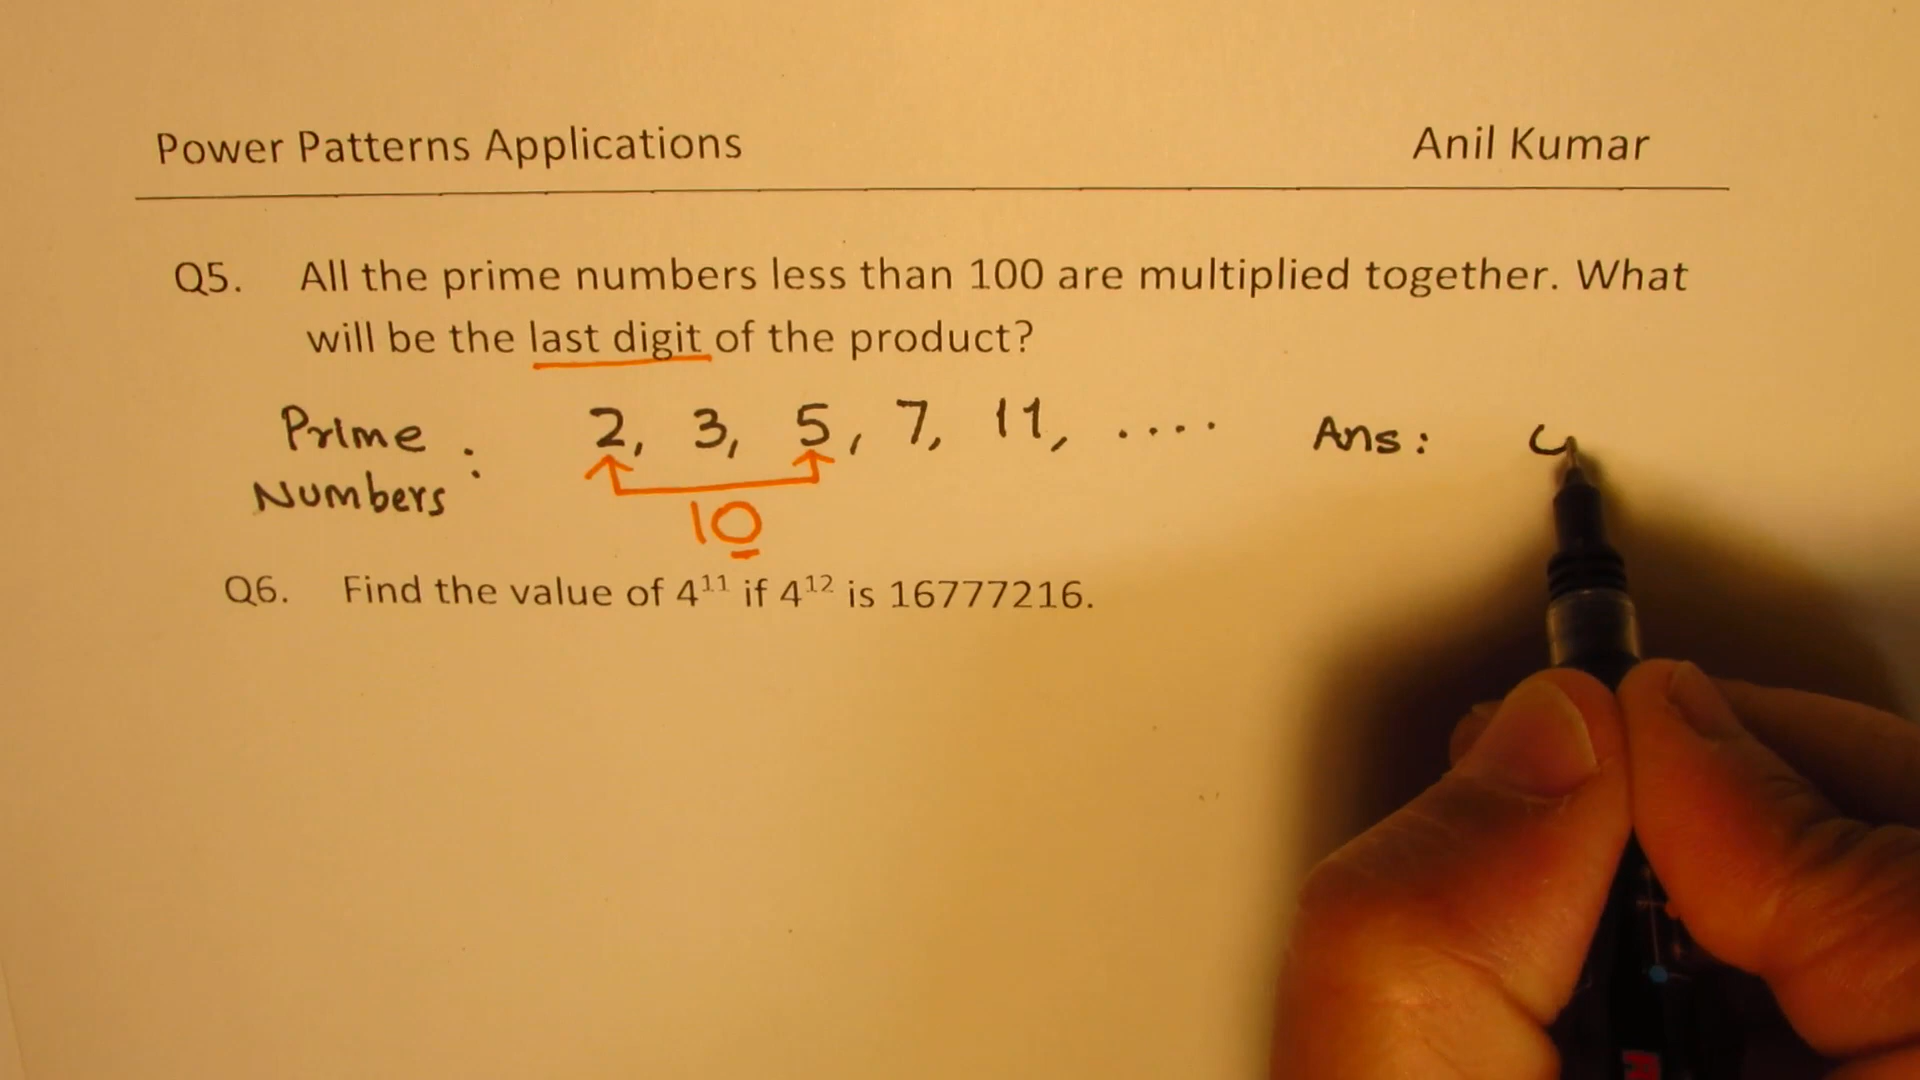 Power Patterns Applications Anil Kumar
Q5. All the prime numbers less than 100 are multiplied together. What
will be the last digit of the product?
Prime Numbers : 2, 3, 5, 7, 11, .... Ans:
10
Q6. Find the value of 4¹¹ if 4¹² is 16777216.